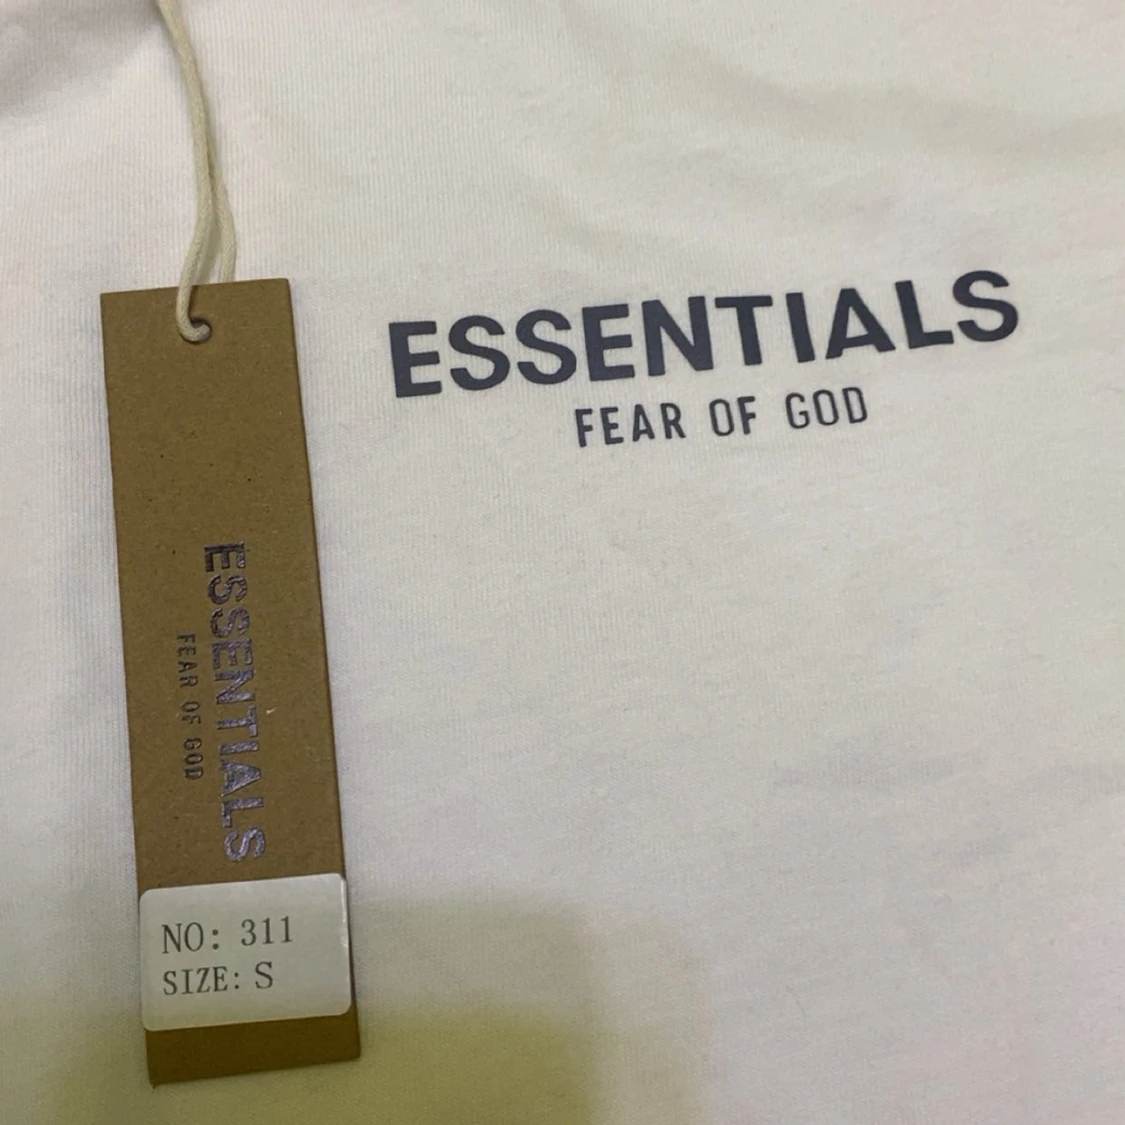 ESSENTIALS
FEAR OF GOD
ESSENTIALS
FEAR OF GOD
NO: 311
SIZE: S